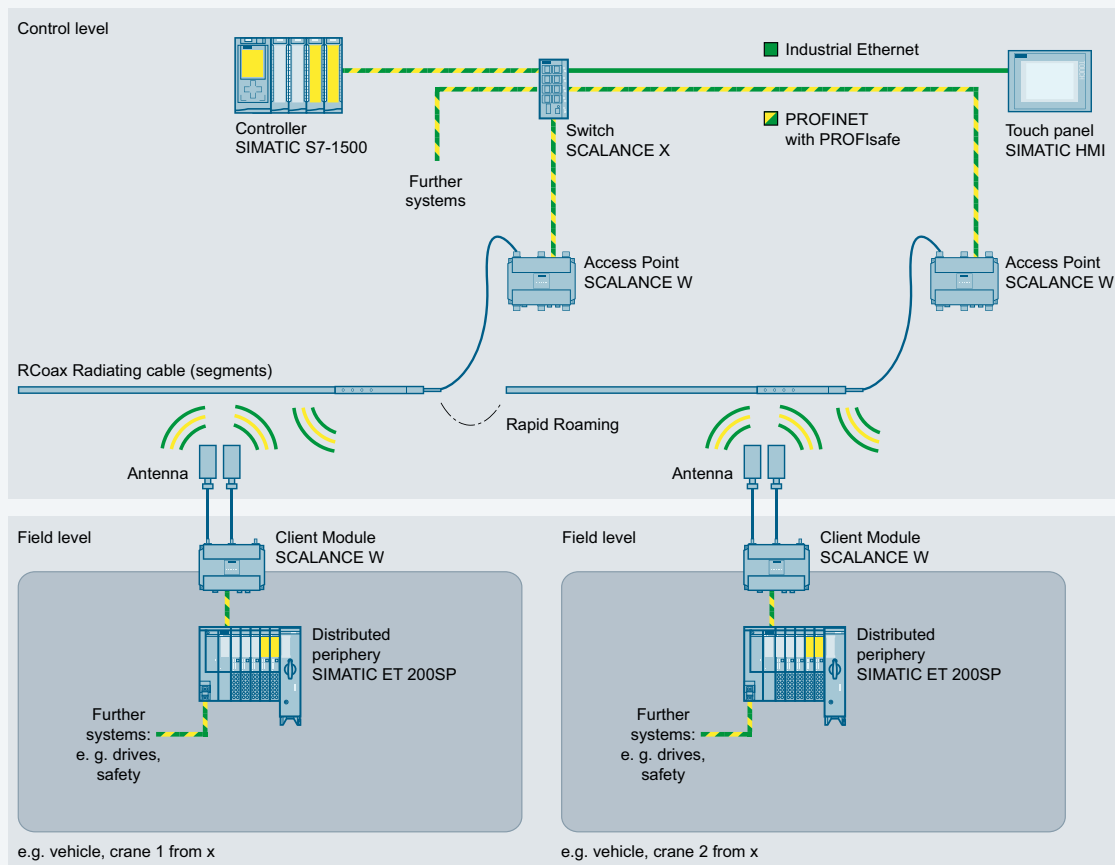 Control level
Industrial Ethernet
Controller
SIMATIC S7-1500
Switch
SCALANCE X
PROFINET
with PROFIsafe
Touch panel
SIMATIC HMI
Further
systems
Access Point
SCALANCE W
Access Point
SCALANCE W
RCoax Radiating cable (segments)
Rapid Roaming
Antenna
Antenna
Field level
Client Module
SCALANCE W
Field level
Client Module
SCALANCE W
Distributed
periphery
SIMATIC ET 200SP
Distributed
periphery
SIMATIC ET 200SP
Further
systems:
e. g. drives,
safety
Further
systems:
e. g. drives,
safety
e.g. vehicle, crane 1 from x
e.g. vehicle, crane 2 from x